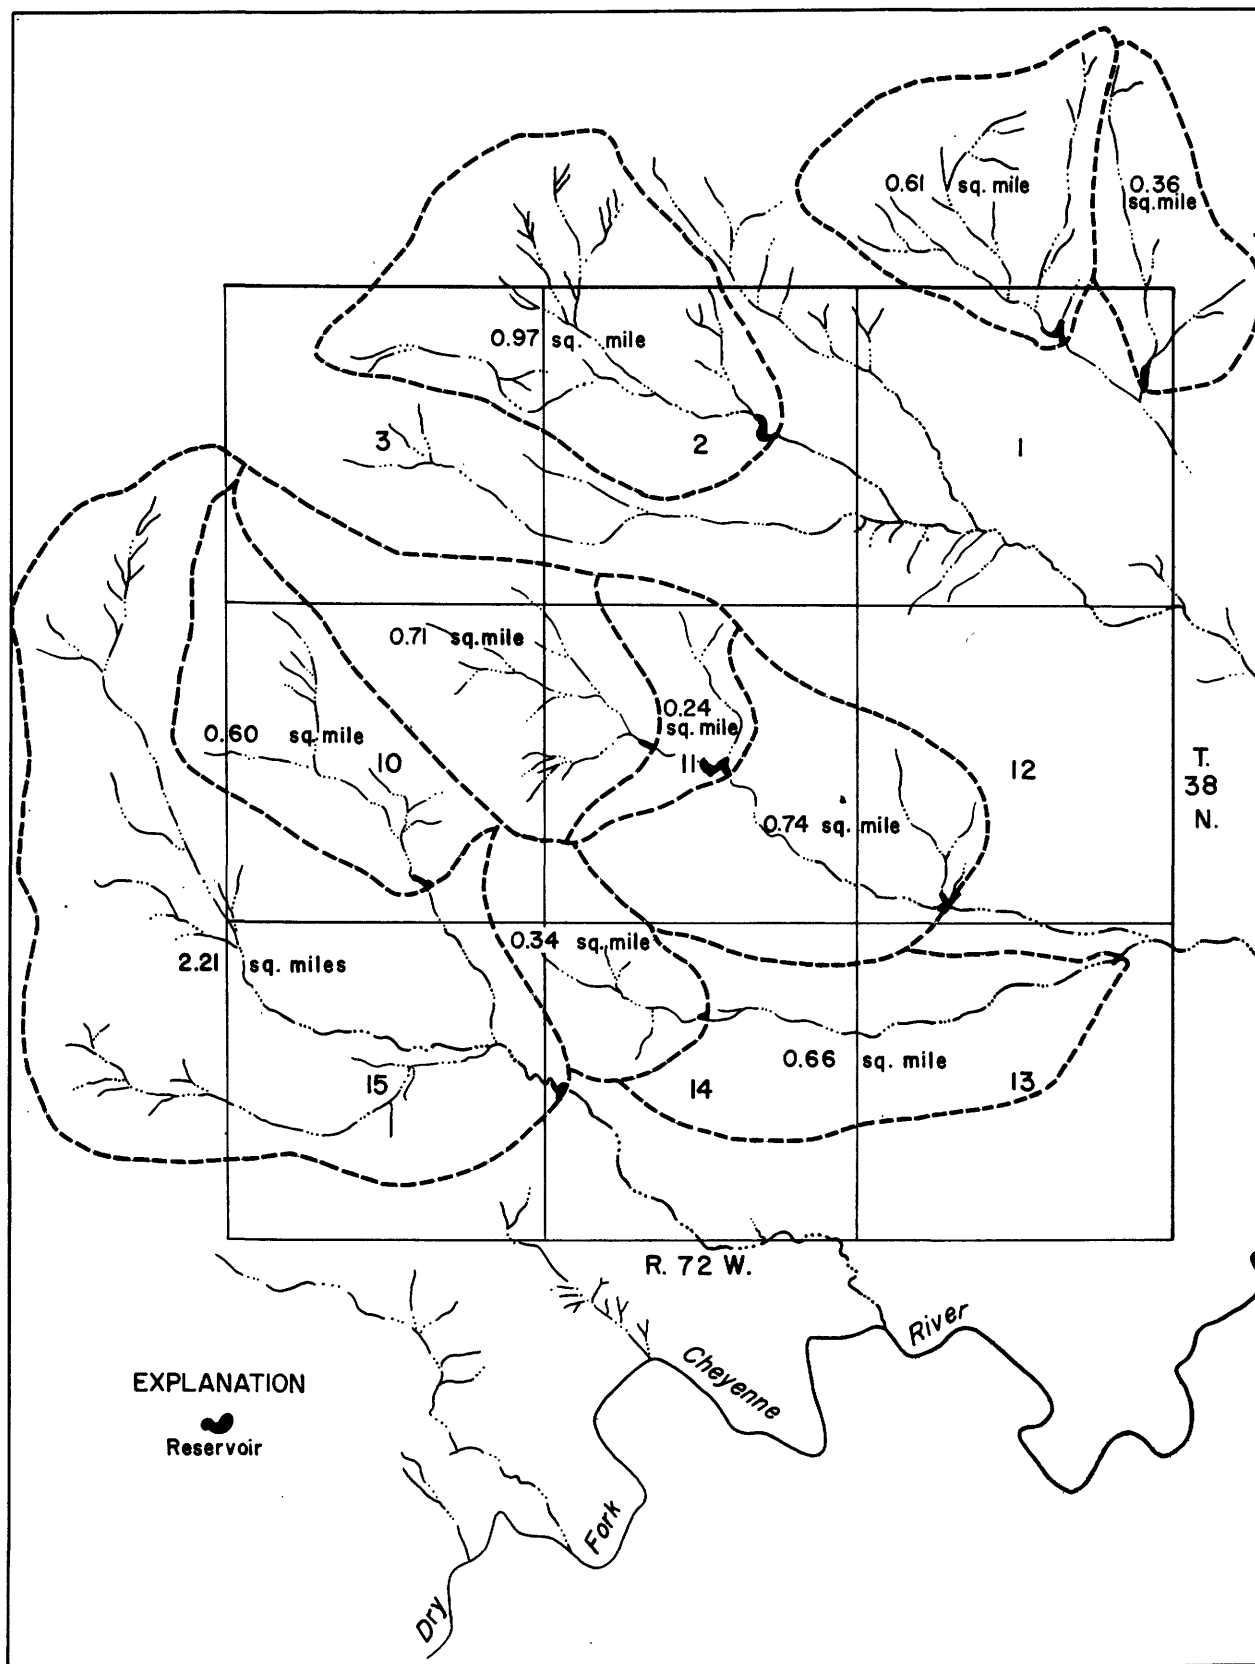 0.61 sq. mile
0.36
sq. mile
0.97 sq. mile
3
2
1
0.71 sq. mile
0.24
sq. mile
0.60 sq. mile
10
11
12
T.
38
N.
0.74 sq. mile
0.34 sq. mile
2.21 sq. miles
0.66 sq. mile
15
14
13
R. 72 W.
River
Cheyenne
EXPLANATION
Reservoir
Fork
Dry